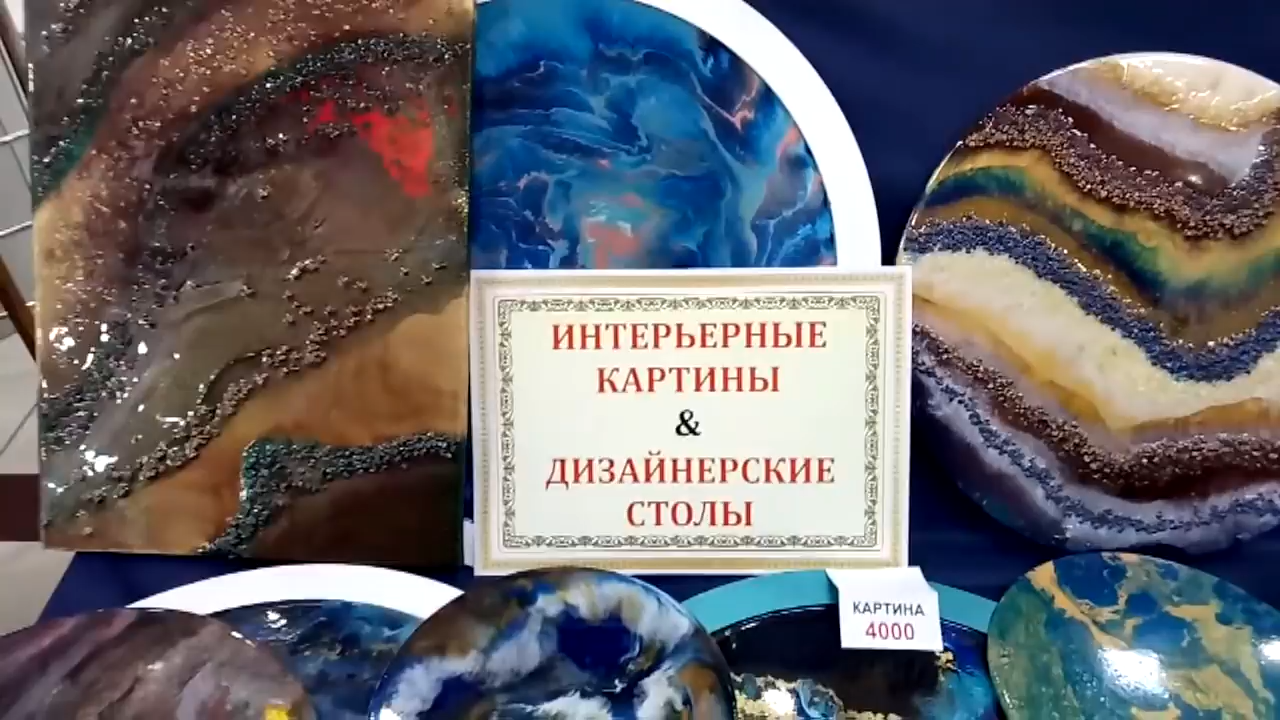 ИНТЕРЬЕРНЫЕ
КАРТИНЫ
&
ДИЗАЙНЕРСКИЕ
СТОЛЫ
КАРТИНА
4000